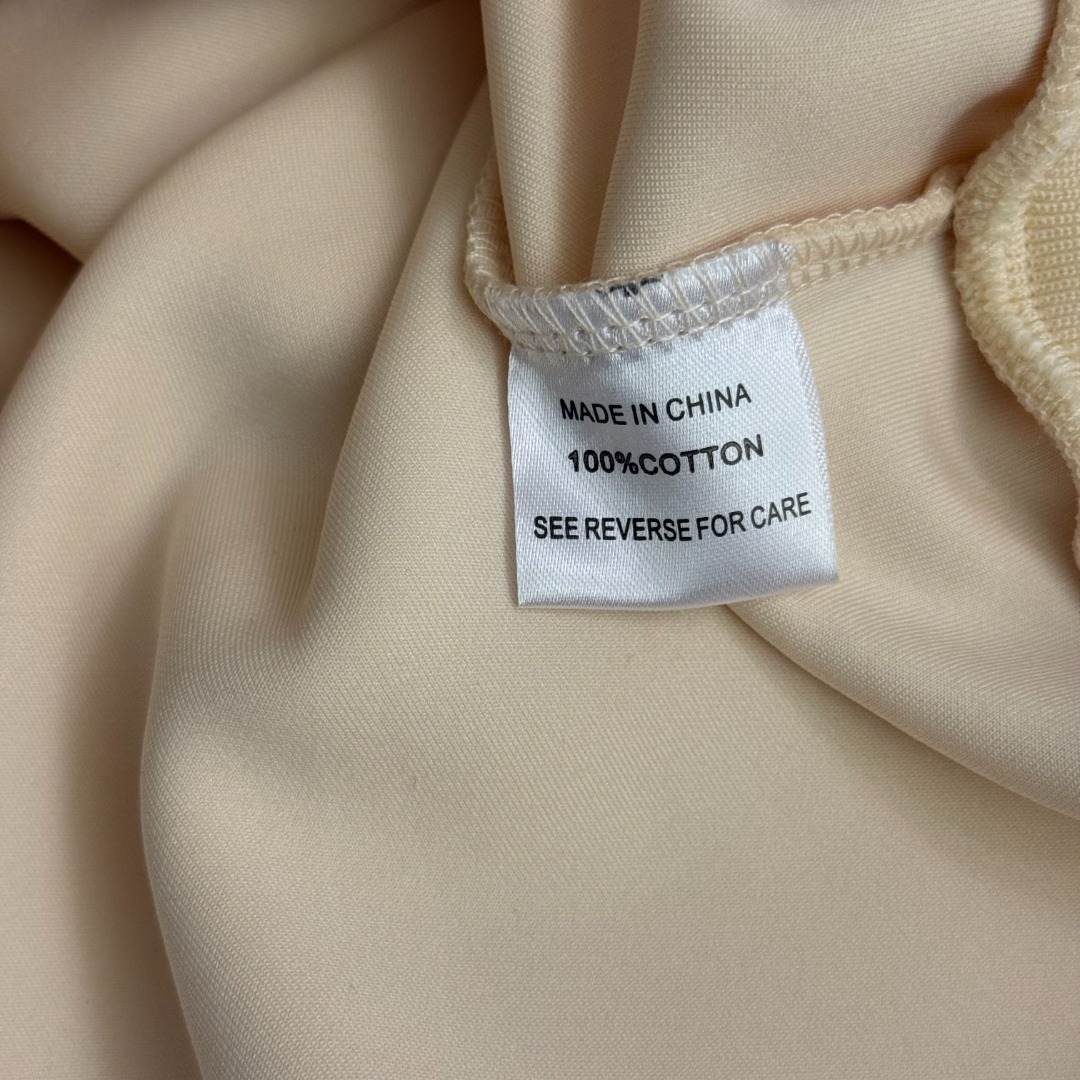 MADE IN CHINA
100%COTTON
SEE REVERSE FOR CARE